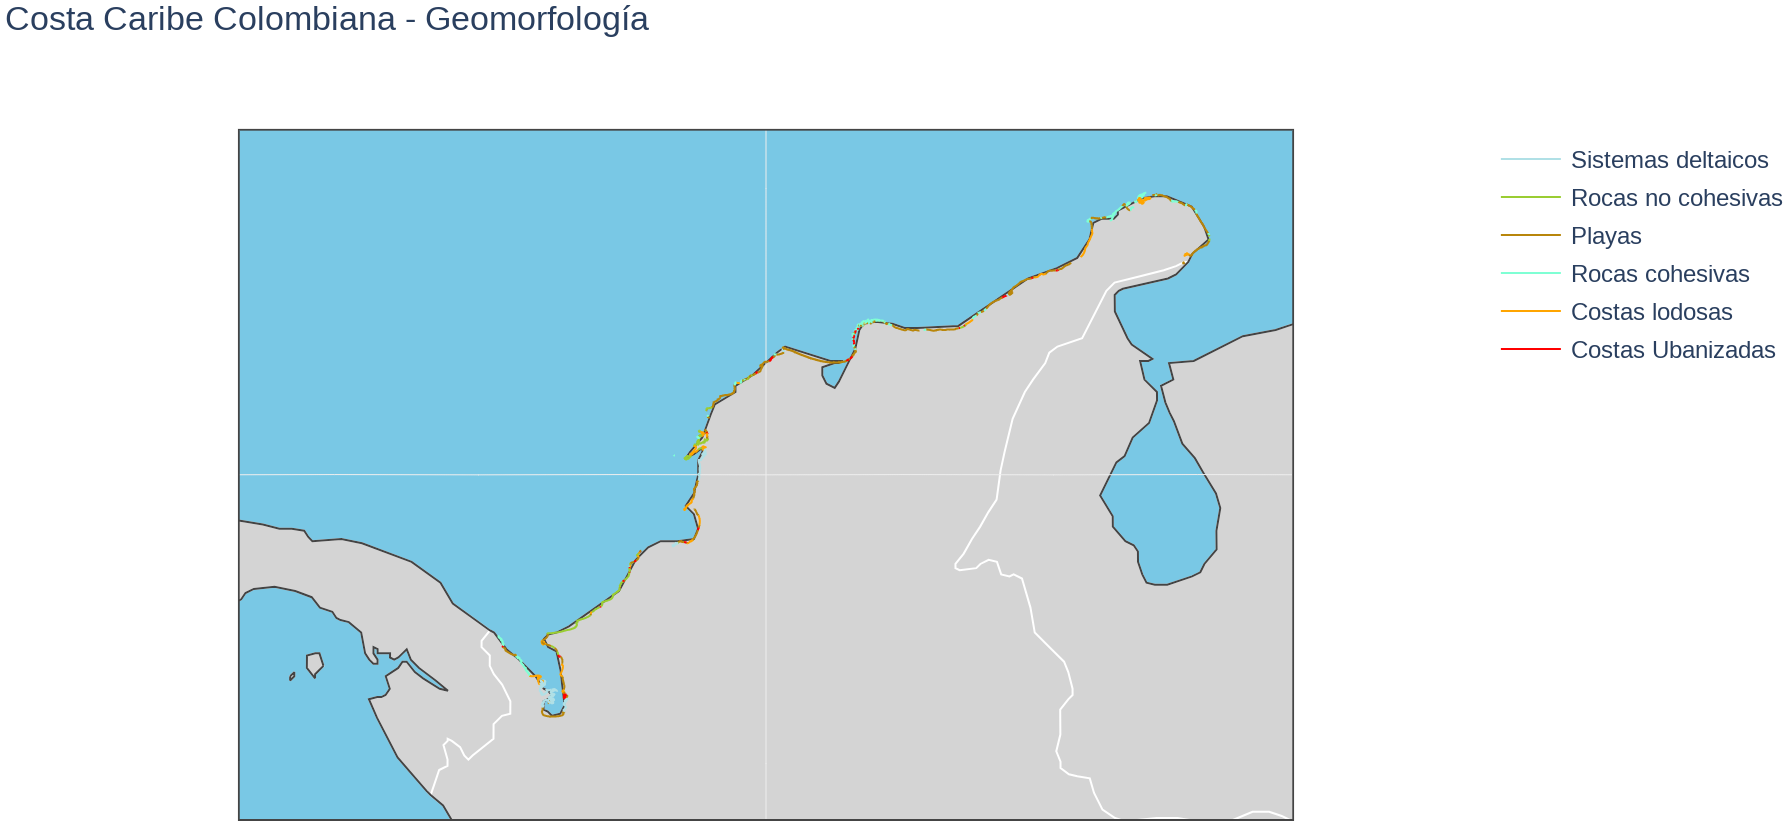 Costa Caribe Colombiana - Geomorfología
Sistemas deltaicos
Rocas no cohesivas
Playas
Rocas cohesivas
Costas lodosas
Costas Ubanizadas